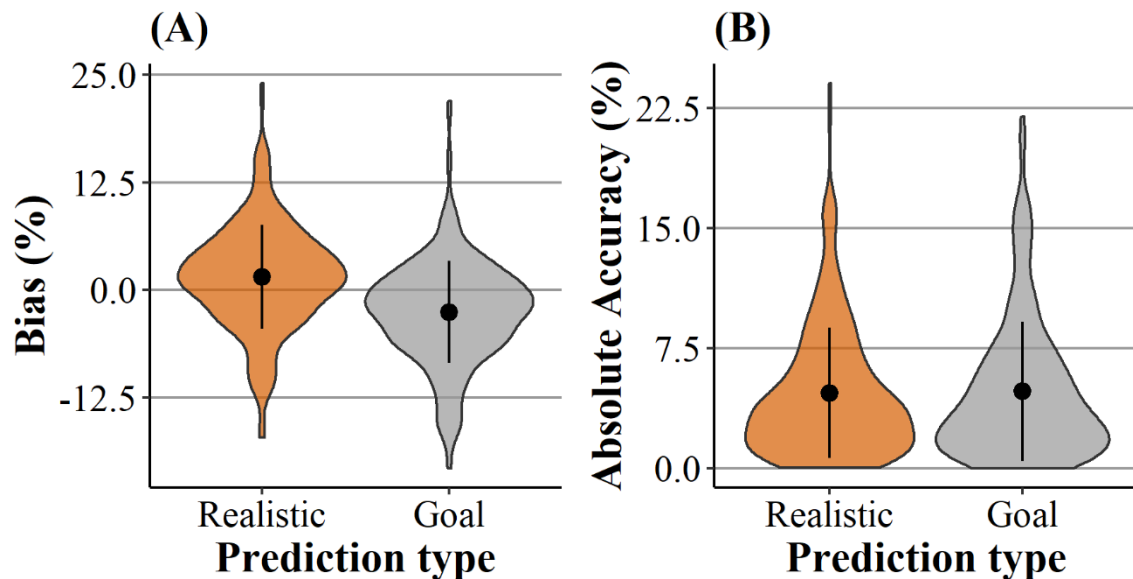 (A)
Bias (%)
25.0
12.5
0.0
-12.5
Realistic Goal
Prediction type
(B)
Absolute Accuracy (%)
22.5
15.0
7.5
0.0
Realistic Goal
Prediction type